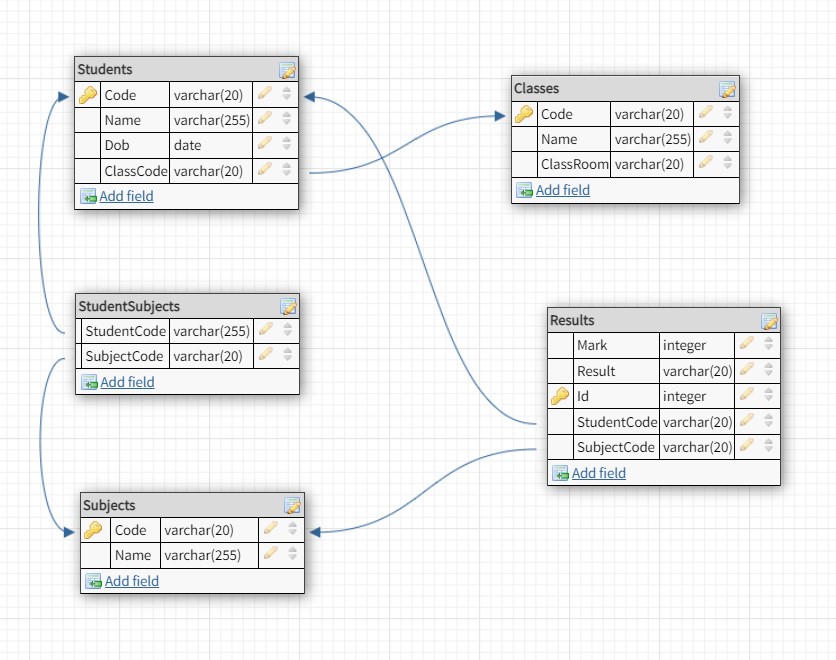 Students
Code varchar(20)
Name varchar(255)
Dob date
ClassCode varchar(20)
Add field
Classes
Code varchar(20)
Name varchar(255)
ClassRoom varchar(20)
Add field
StudentSubjects
StudentCode varchar(255)
SubjectCode varchar(20)
Add field
Results
Mark integer
Result varchar(20)
Id integer
StudentCode varchar(20)
SubjectCode varchar(20)
Add field
Subjects
Code varchar(20)
Name varchar(255)
Add field